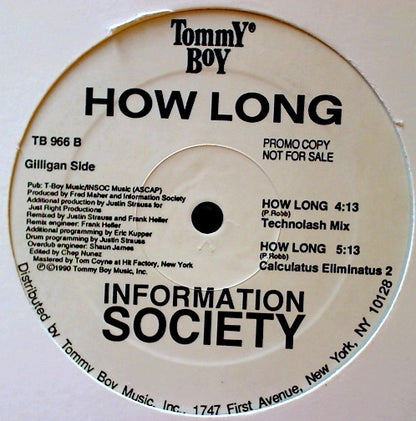 Tommy®
BoY
HOW LONG
TB 966 B
PROMO COPY
NOT FOR SALE
Gilligan Side
Pub: T-Boy Music/INSOC Music (ASCAP)
Produced by Fred Maher and Information Society
Additional production by Justin Strauss for
Just Right Productions
Remixed by Justin Strauss and Frank Heller
Remix engineer: Frank Heller
Additional programming by Eric Kupper
Drum programming by Justin Strauss
Overdub engineer: Shaun James
Edited by Chep Nunez
Mastered by Tom Coyne at Hit Factory, New York
℗©1990 Tommy Boy Music, Inc.
HOW LONG 4:13
(P.Robb)
Technolash Mix
HOW LONG 5:13
(P.Robb)
Calculatus Eliminatus 2
INFORMATION
SOCIETY
Distributed by Tommy Boy Music, Inc., 1747 First Avenue, New York, NY 10128